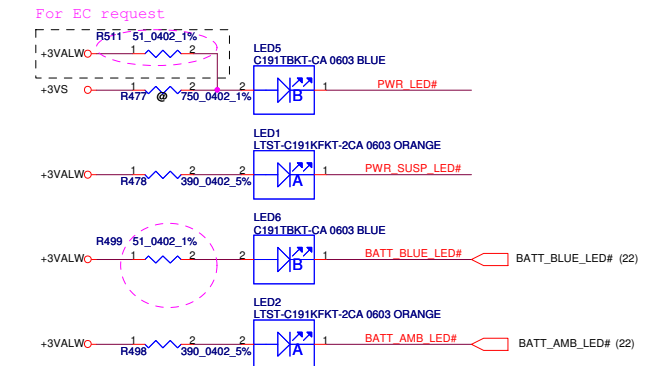 For EC request
R511 51_0402_1%
+3VALW 1 2
LED5
C191TBKT-CA 0603 BLUE
+3VS 1 2 2 B 1 PWR_LED#
R477 @ 750_0402_1%
LED1
LTST-C191KFKT-2CA 0603 ORANGE
+3VALW 1 2 2 A 1 PWR_SUSP_LED#
R478 390_0402_5%
LED6
C191TBKT-CA 0603 BLUE
R499 51_0402_1%
+3VALW 1 2 2 B 1 BATT_BLUE_LED# BATT_BLUE_LED# (22)
LED2
LTST-C191KFKT-2CA 0603 ORANGE
+3VALW 1 2 2 A 1 BATT_AMB_LED# BATT_AMB_LED# (22)
R498 390_0402_5%